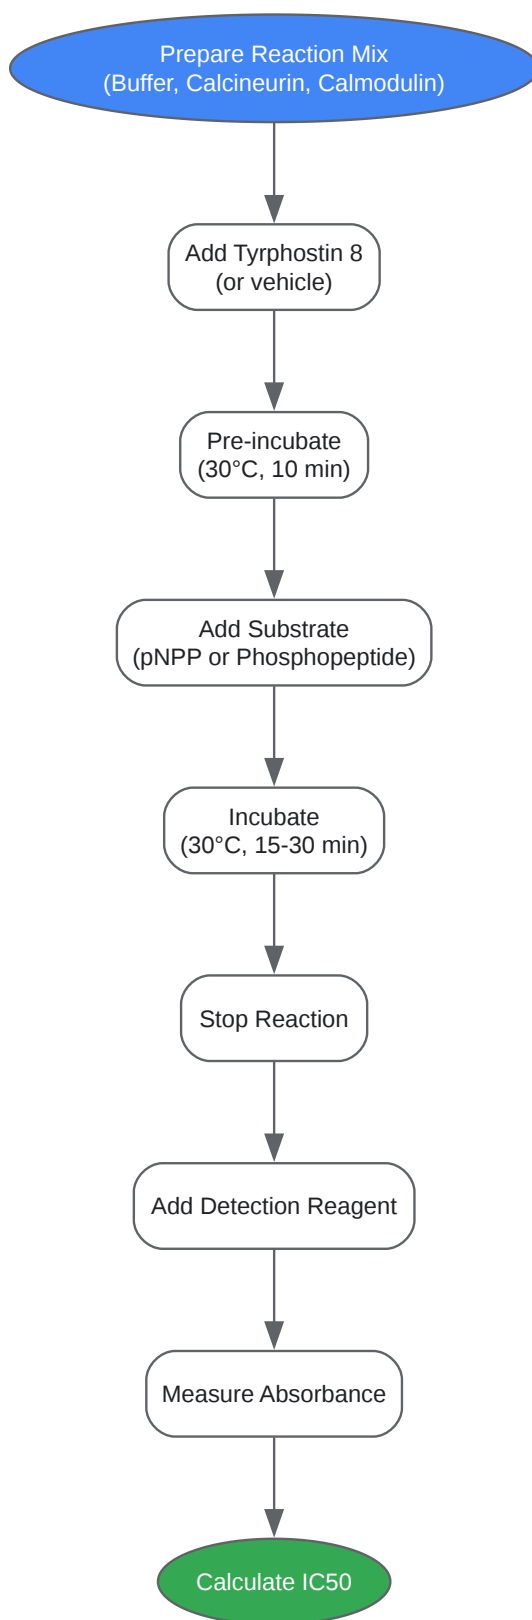 Prepare Reaction Mix
(Buffer, Calcineurin, Calmodulin)
Add Tyrphostin 8
(or vehicle)
Pre-incubate
(30°C, 10 min)
Add Substrate
(pNPP or Phosphopeptide)
Incubate
(30°C, 15-30 min)
Stop Reaction
Add Detection Reagent
Measure Absorbance
Calculate IC50